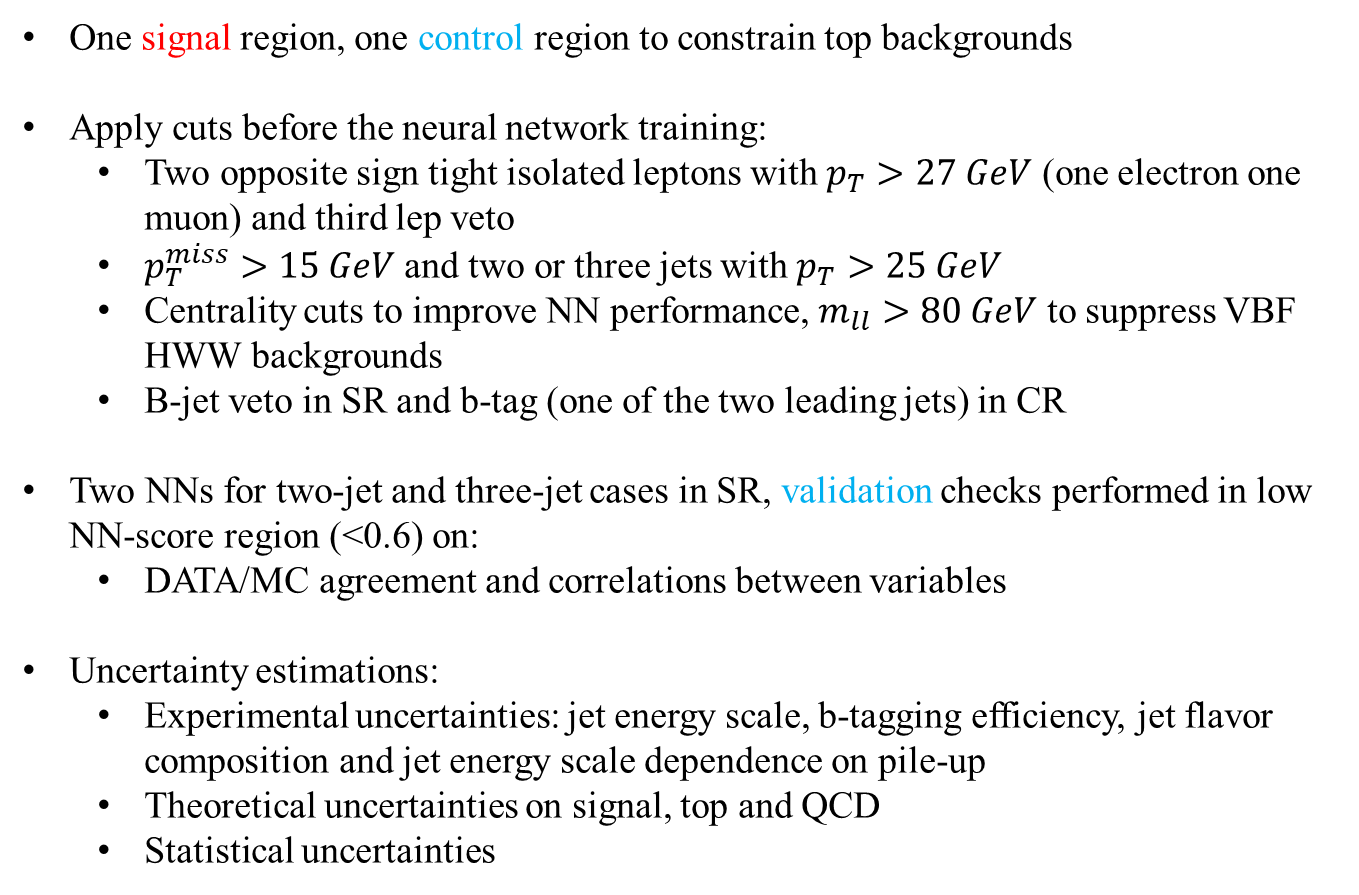 • One signal region, one control region to constrain top backgrounds
• Apply cuts before the neural network training:
• Two opposite sign tight isolated leptons with p_T > 27 GeV (one electron one
muon) and third lep veto
• p_T^miss > 15 GeV and two or three jets with p_T > 25 GeV
• Centrality cuts to improve NN performance, m_ll > 80 GeV to suppress VBF
HWW backgrounds
• B-jet veto in SR and b-tag (one of the two leading jets) in CR
• Two NNs for two-jet and three-jet cases in SR, validation checks performed in low
NN-score region (<0.6) on:
• DATA/MC agreement and correlations between variables
• Uncertainty estimations:
• Experimental uncertainties: jet energy scale, b-tagging efficiency, jet flavor
composition and jet energy scale dependence on pile-up
• Theoretical uncertainties on signal, top and QCD
• Statistical uncertainties